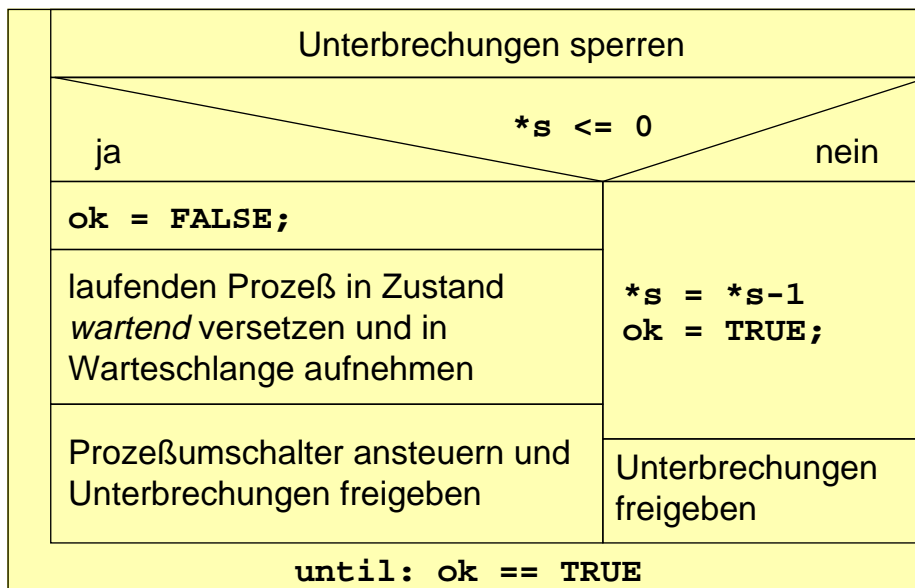 Unterbrechungen sperren
*s <= 0
ja
nein
ok = FALSE;
laufenden Prozeß in Zustand
wartend versetzen und in
Warteschlange aufnehmen
Prozeßumschalter ansteuern und
Unterbrechungen freigeben
*s = *s-1
ok = TRUE;
Unterbrechungen
freigeben
until: ok == TRUE